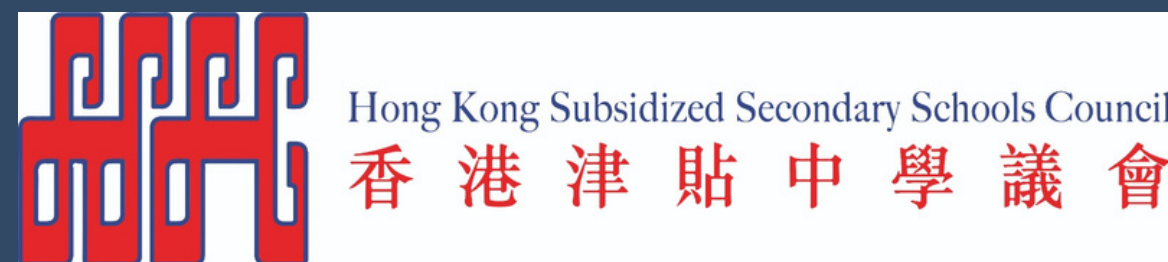 Hong Kong Subsidized Secondary Schools Council
香港津貼中學議會